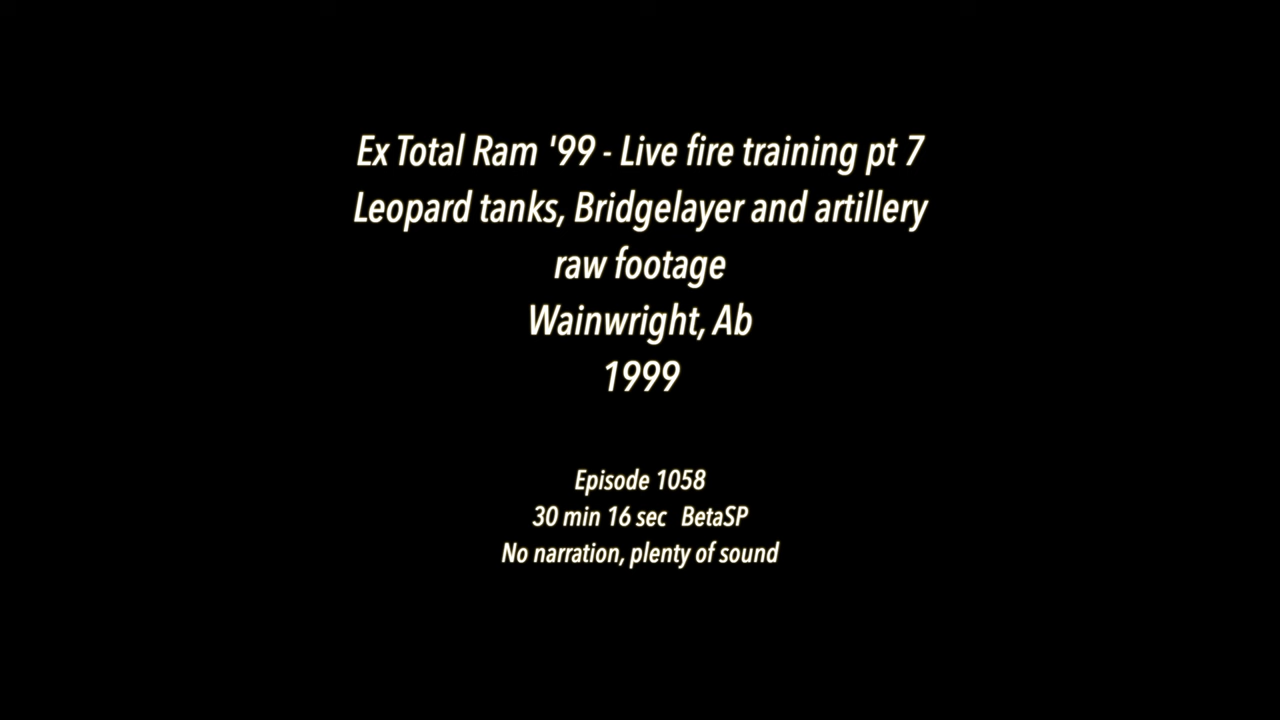 Ex Total Ram '99 - Live fire training pt 7
Leopard tanks, Bridgelayer and artillery
raw footage
Wainwright, Ab
1999
Episode 1058
30 min 16 sec BetaSP
No narration, plenty of sound